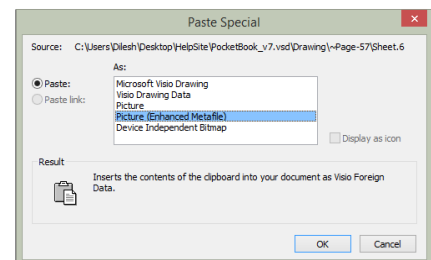 Paste Special
Source: C:\Users\Dilesh\Desktop\HelpSite\PocketBook_v7.vsd\Drawing\~Page-57\Sheet.6
As:
Paste:
Paste link:
Microsoft Visio Drawing
Visio Drawing Data
Picture
Picture (Enhanced Metafile)
Device Independent Bitmap
Display as icon
Result
Inserts the contents of the clipboard into your document as Visio Foreign
Data.
OK Cancel